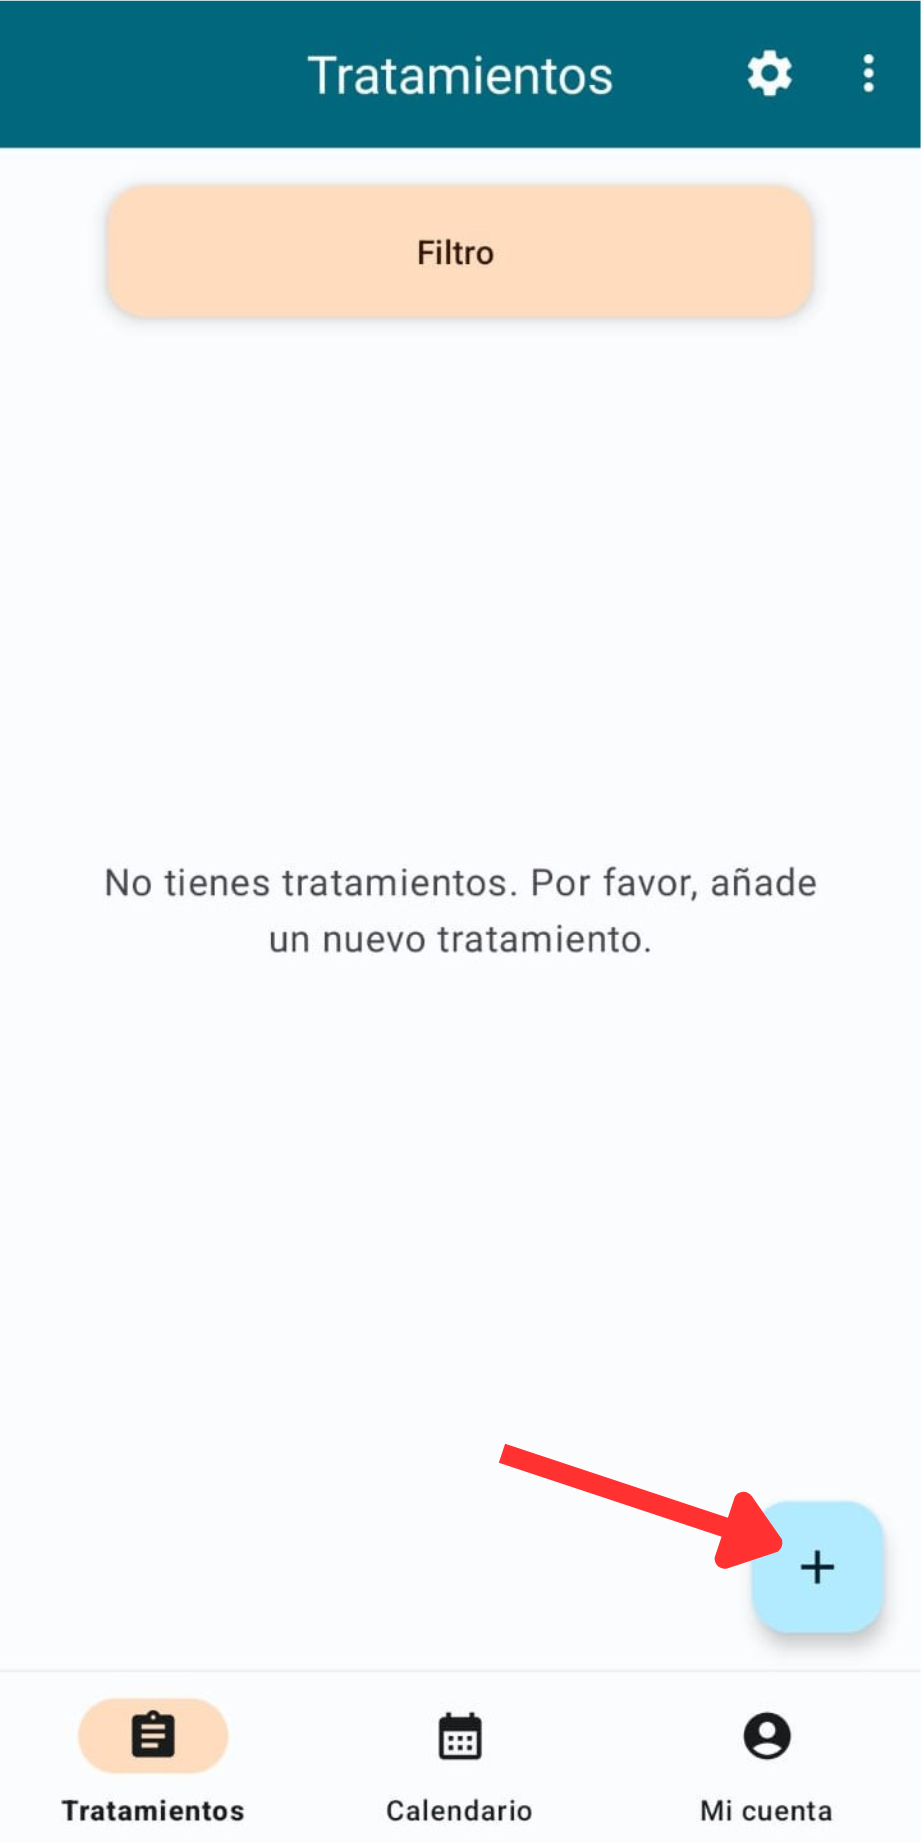 Tratamientos
Filtro
No tienes tratamientos. Por favor, añade
un nuevo tratamiento.
+
Tratamientos
Calendario
Mi cuenta